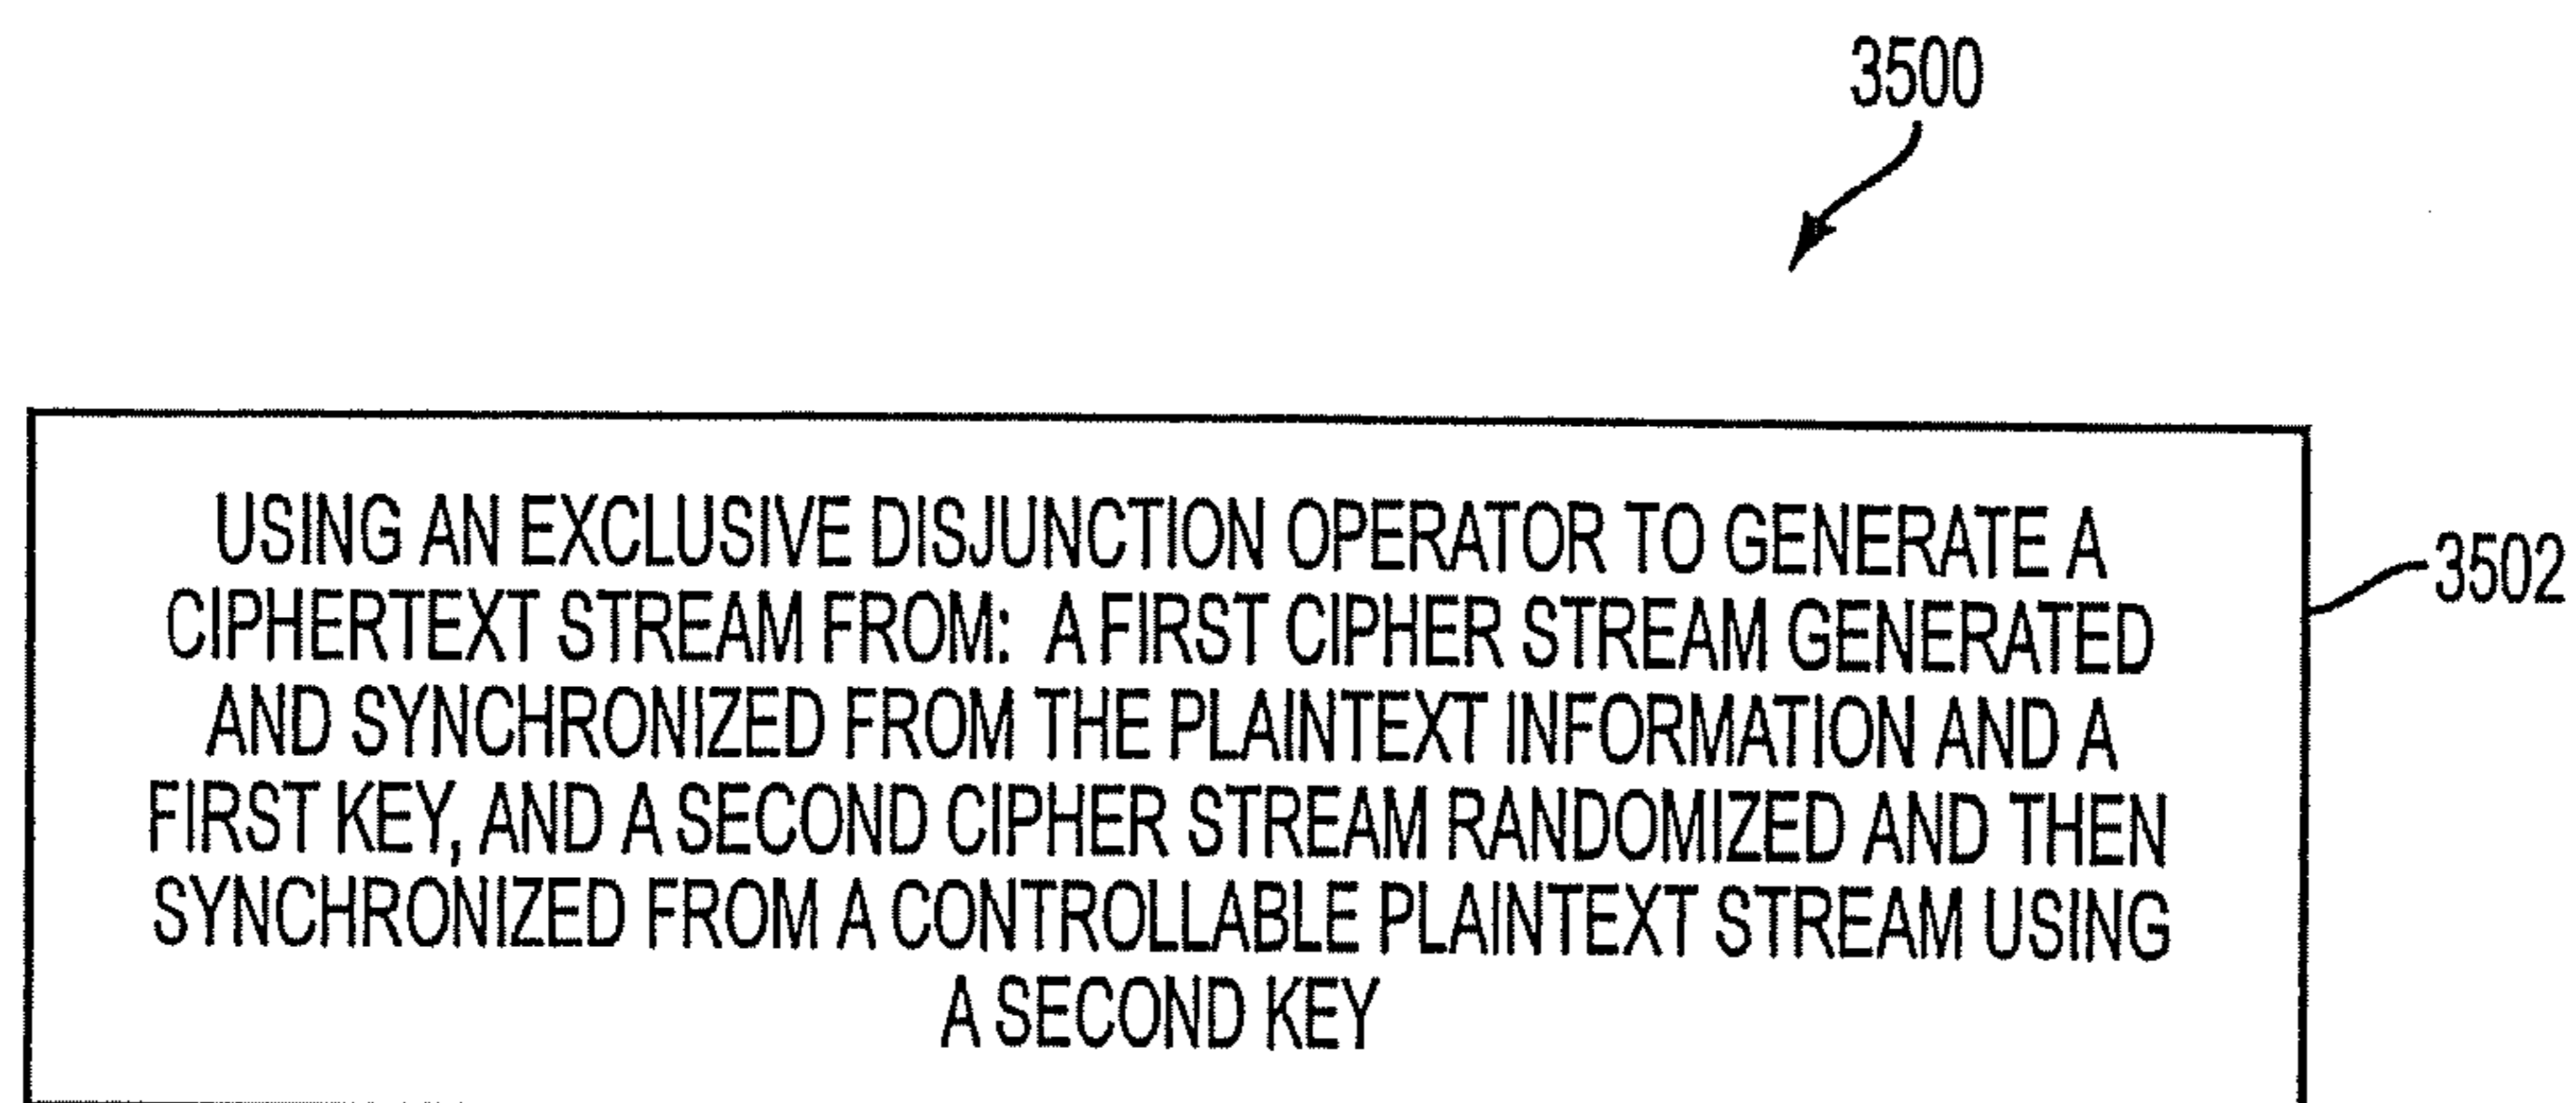 3500
USING AN EXCLUSIVE DISJUNCTION OPERATOR TO GENERATE A
CIPHERTEXT STREAM FROM: A FIRST CIPHER STREAM GENERATED
AND SYNCHRONIZED FROM THE PLAINTEXT INFORMATION AND A
FIRST KEY, AND A SECOND CIPHER STREAM RANDOMIZED AND THEN
SYNCHRONIZED FROM A CONTROLLABLE PLAINTEXT STREAM USING
A SECOND KEY
3502